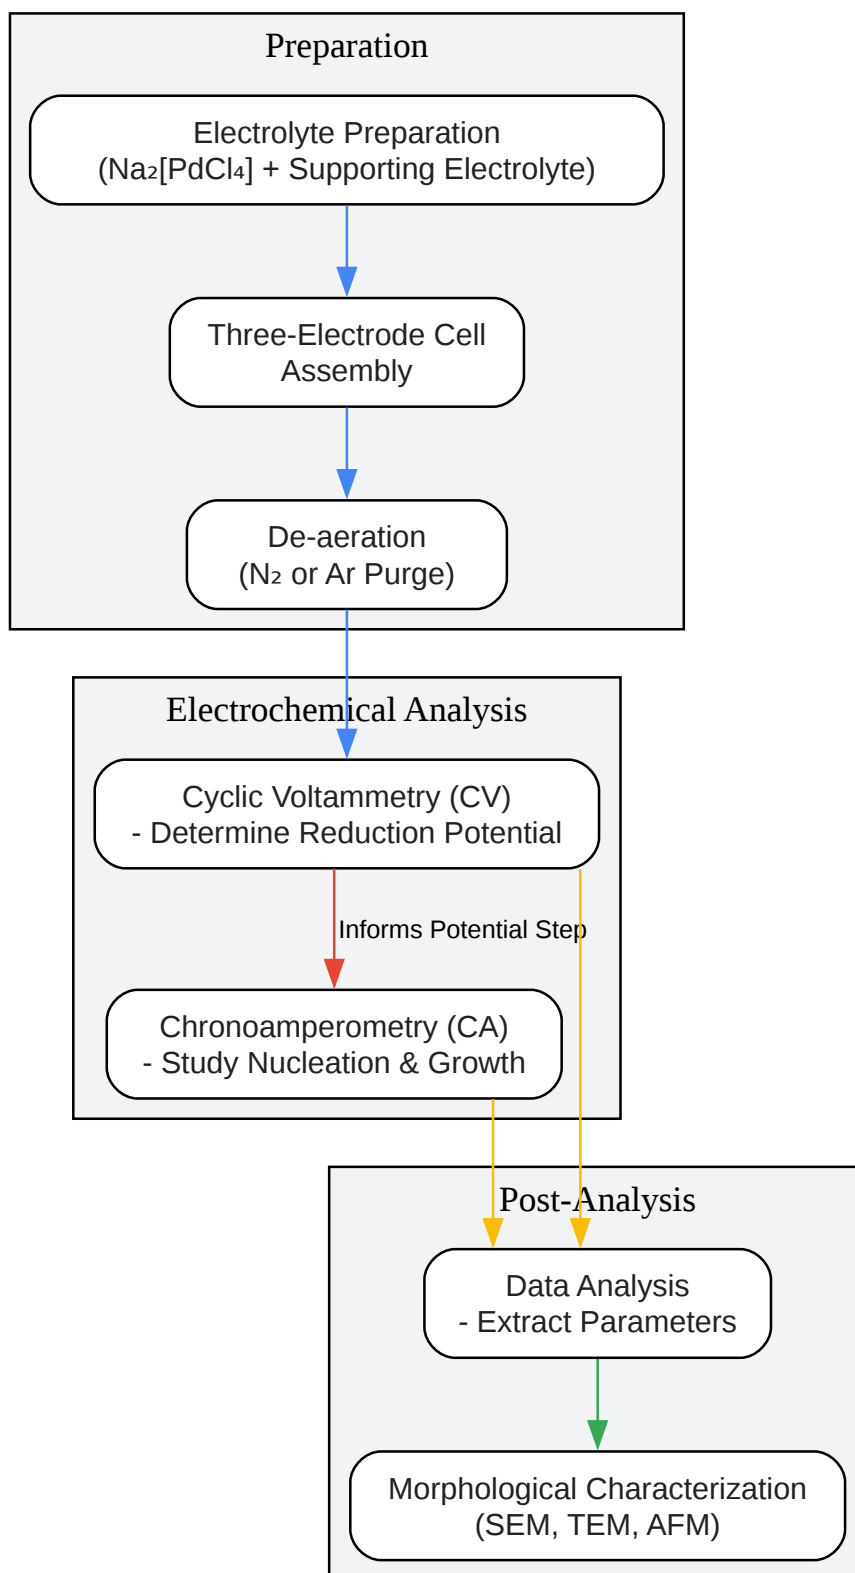 Preparation
Electrolyte Preparation
(Na₂[PdCl₄] + Supporting Electrolyte)
Three-Electrode Cell
Assembly
De-aeration
(N₂ or Ar Purge)
Electrochemical Analysis
Cyclic Voltammetry (CV)
- Determine Reduction Potential
Informs Potential Step
Chronoamperometry (CA)
- Study Nucleation & Growth
Post-Analysis
Data Analysis
- Extract Parameters
Morphological Characterization
(SEM, TEM, AFM)